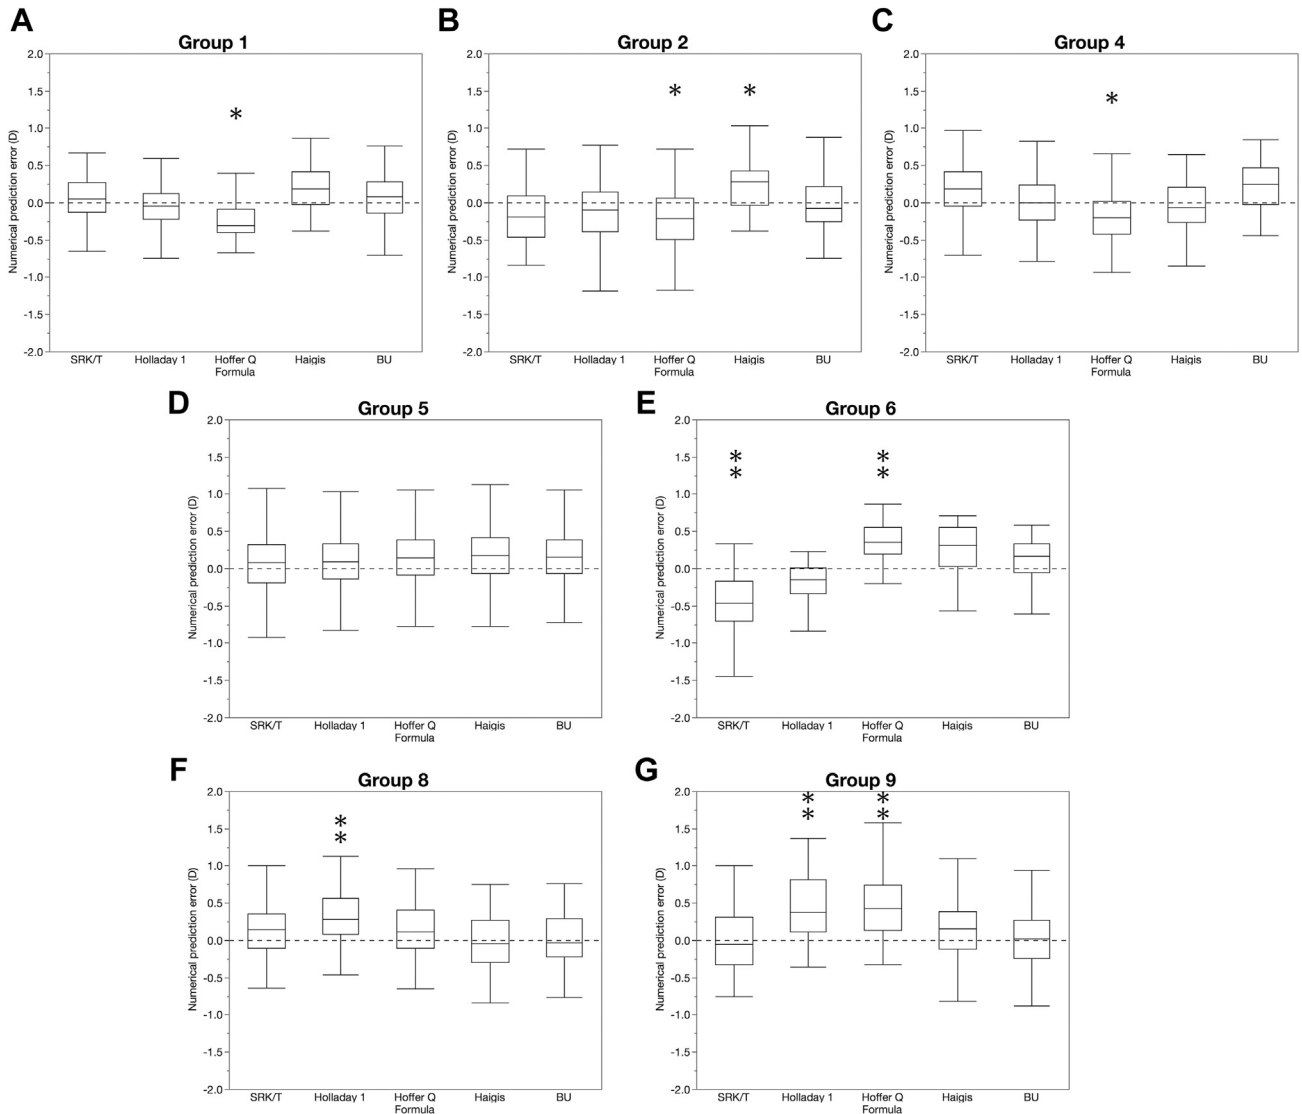 A
Group 1
Numerical prediction error (D)
2.0
1.5
1.0
0.5
0.0
-0.5
-1.0
-1.5
-2.0
*
SRK/T Holladay 1 Hoffer Q Haigis BU
Formula
B
Group 2
Numerical prediction error (D)
2.0
1.5
1.0
0.5
0.0
-0.5
-1.0
-1.5
-2.0
* *
SRK/T Holladay 1 Hoffer Q Haigis BU
Formula
C
Group 4
Numerical prediction error (D)
2.0
1.5
1.0
0.5
0.0
-0.5
-1.0
-1.5
-2.0
*
SRK/T Holladay 1 Hoffer Q Haigis BU
Formula
D
Group 5
Numerical prediction error (D)
2.0
1.5
1.0
0.5
0.0
-0.5
-1.0
-1.5
-2.0
SRK/T Holladay 1 Hoffer Q Haigis BU
Formula
E
Group 6
Numerical prediction error (D)
2.0
1.5
1.0
0.5
0.0
-0.5
-1.0
-1.5
-2.0
* *
* *
SRK/T Holladay 1 Hoffer Q Haigis BU
Formula
F
Group 8
Numerical prediction error (D)
2.0
1.5
1.0
0.5
0.0
-0.5
-1.0
-1.5
-2.0
*
*
SRK/T Holladay 1 Hoffer Q Haigis BU
Formula
G
Group 9
Numerical prediction error (D)
2.0
1.5
1.0
0.5
0.0
-0.5
-1.0
-1.5
-2.0
* *
* *
SRK/T Holladay 1 Hoffer Q Haigis BU
Formula